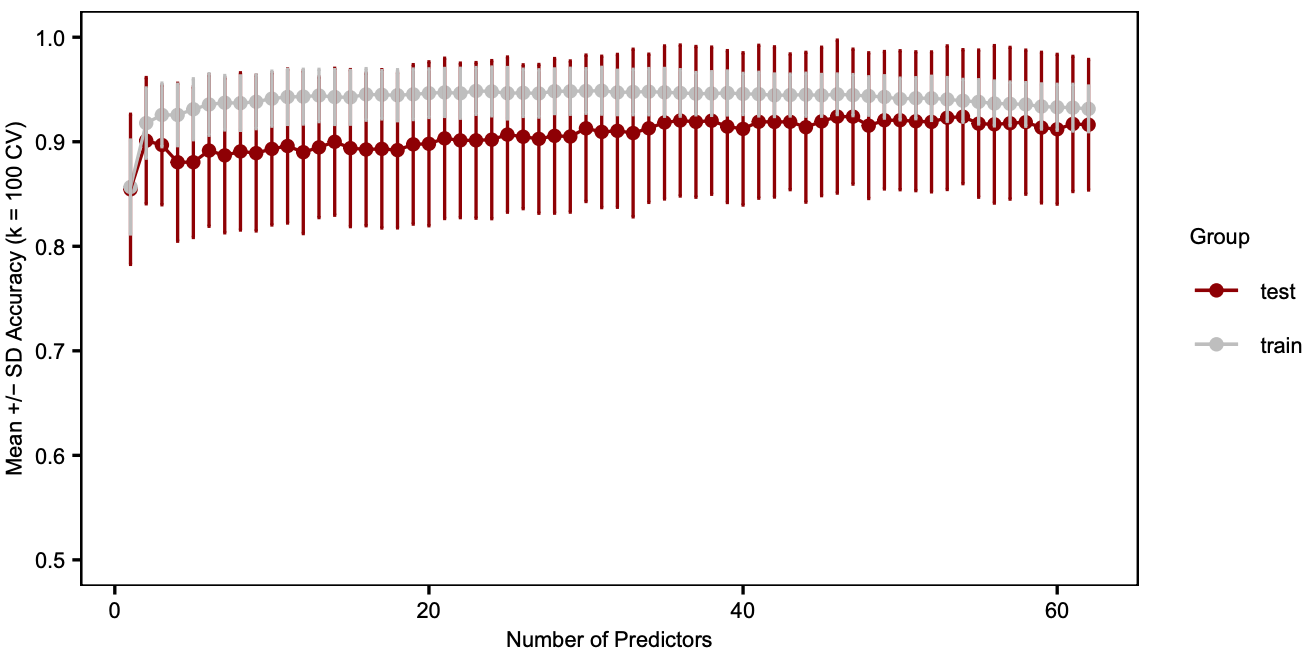 Mean +/− SD Accuracy (k = 100 CV)
1.0
0.9
0.8
0.7
0.6
0.5
0
20
40
60
Number of Predictors
Group
test
train